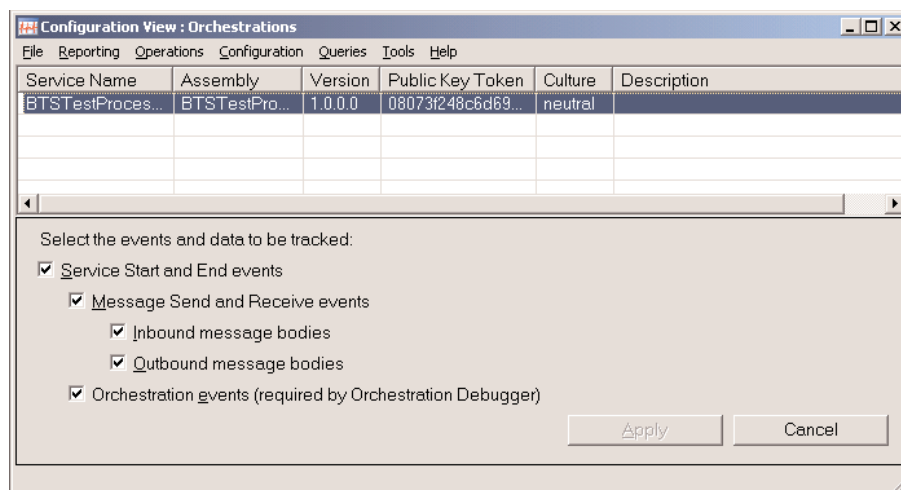 Configuration View : Orchestrations
File Reporting Operations Configuration Queries Tools Help
Service Name Assembly Version Public Key Token Culture Description
BTSTestProces... BTSTestPro... 1.0.0.0 08073f248c6d69... neutral
Select the events and data to be tracked:
Service Start and End events
Message Send and Receive events
Inbound message bodies
Outbound message bodies
Orchestration events (required by Orchestration Debugger)
Apply Cancel